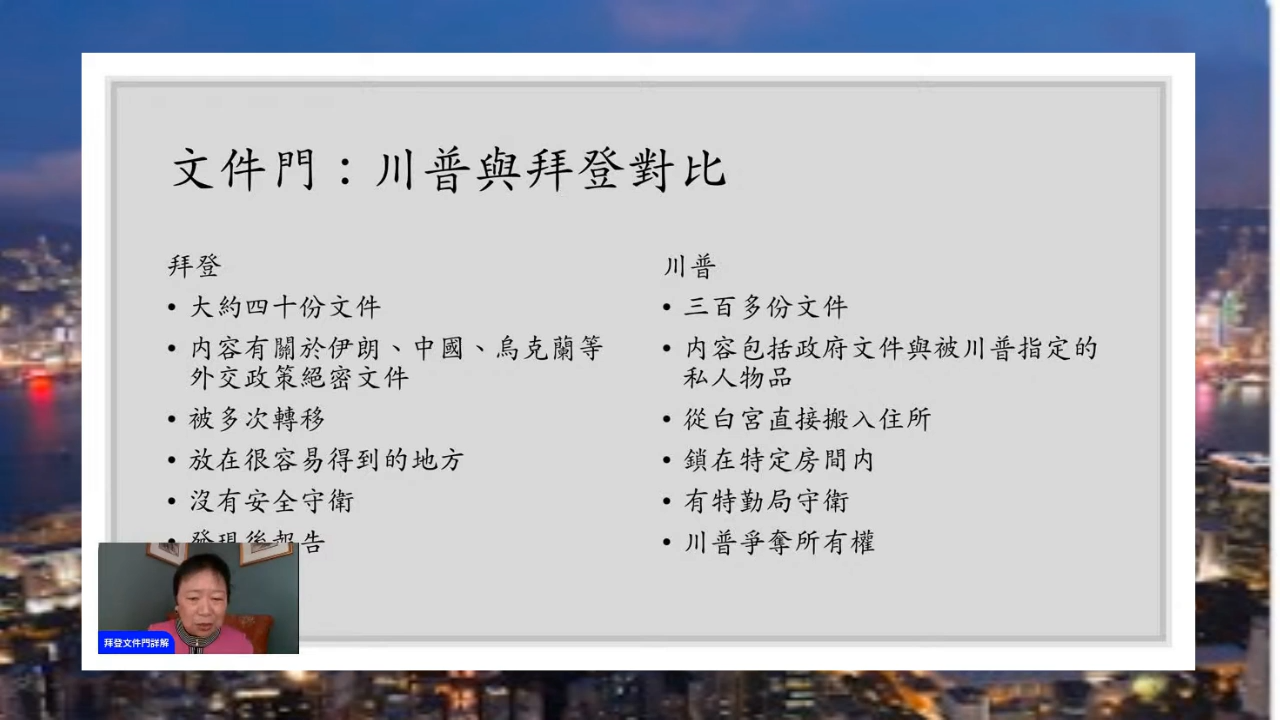 文件門：川普與拜登對比
拜登
• 大約四十份文件
• 內容有關於伊朗、中國、烏克蘭等
外交政策絕密文件
• 被多次轉移
• 放在很容易得到的地方
• 沒有安全守衛
• 發現後報告
川普
• 三百多份文件
• 內容包括政府文件與被川普指定的
私人物品
• 從白宮直接搬入住所
• 鎖在特定房間內
• 有特勤局守衛
• 川普爭奪所有權
拜登文件門詳解